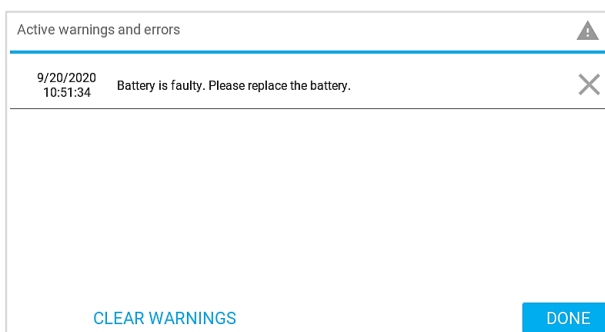 Active warnings and errors
9/20/2020
10:51:34
Battery is faulty. Please replace the battery.
CLEAR WARNINGS
DONE